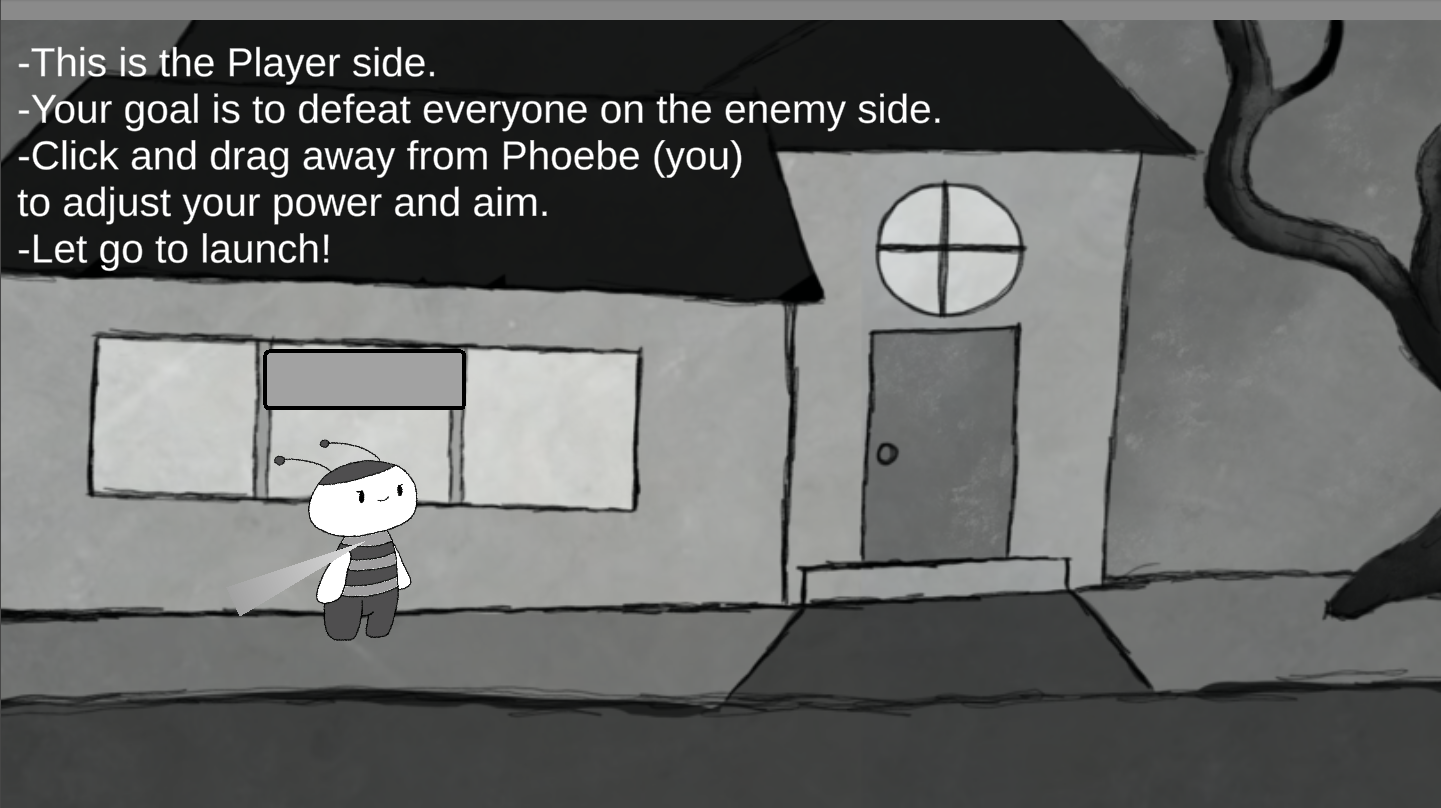 -This is the Player side.
-Your goal is to defeat everyone on the enemy side.
-Click and drag away from Phoebe (you)
to adjust your power and aim.
-Let go to launch!